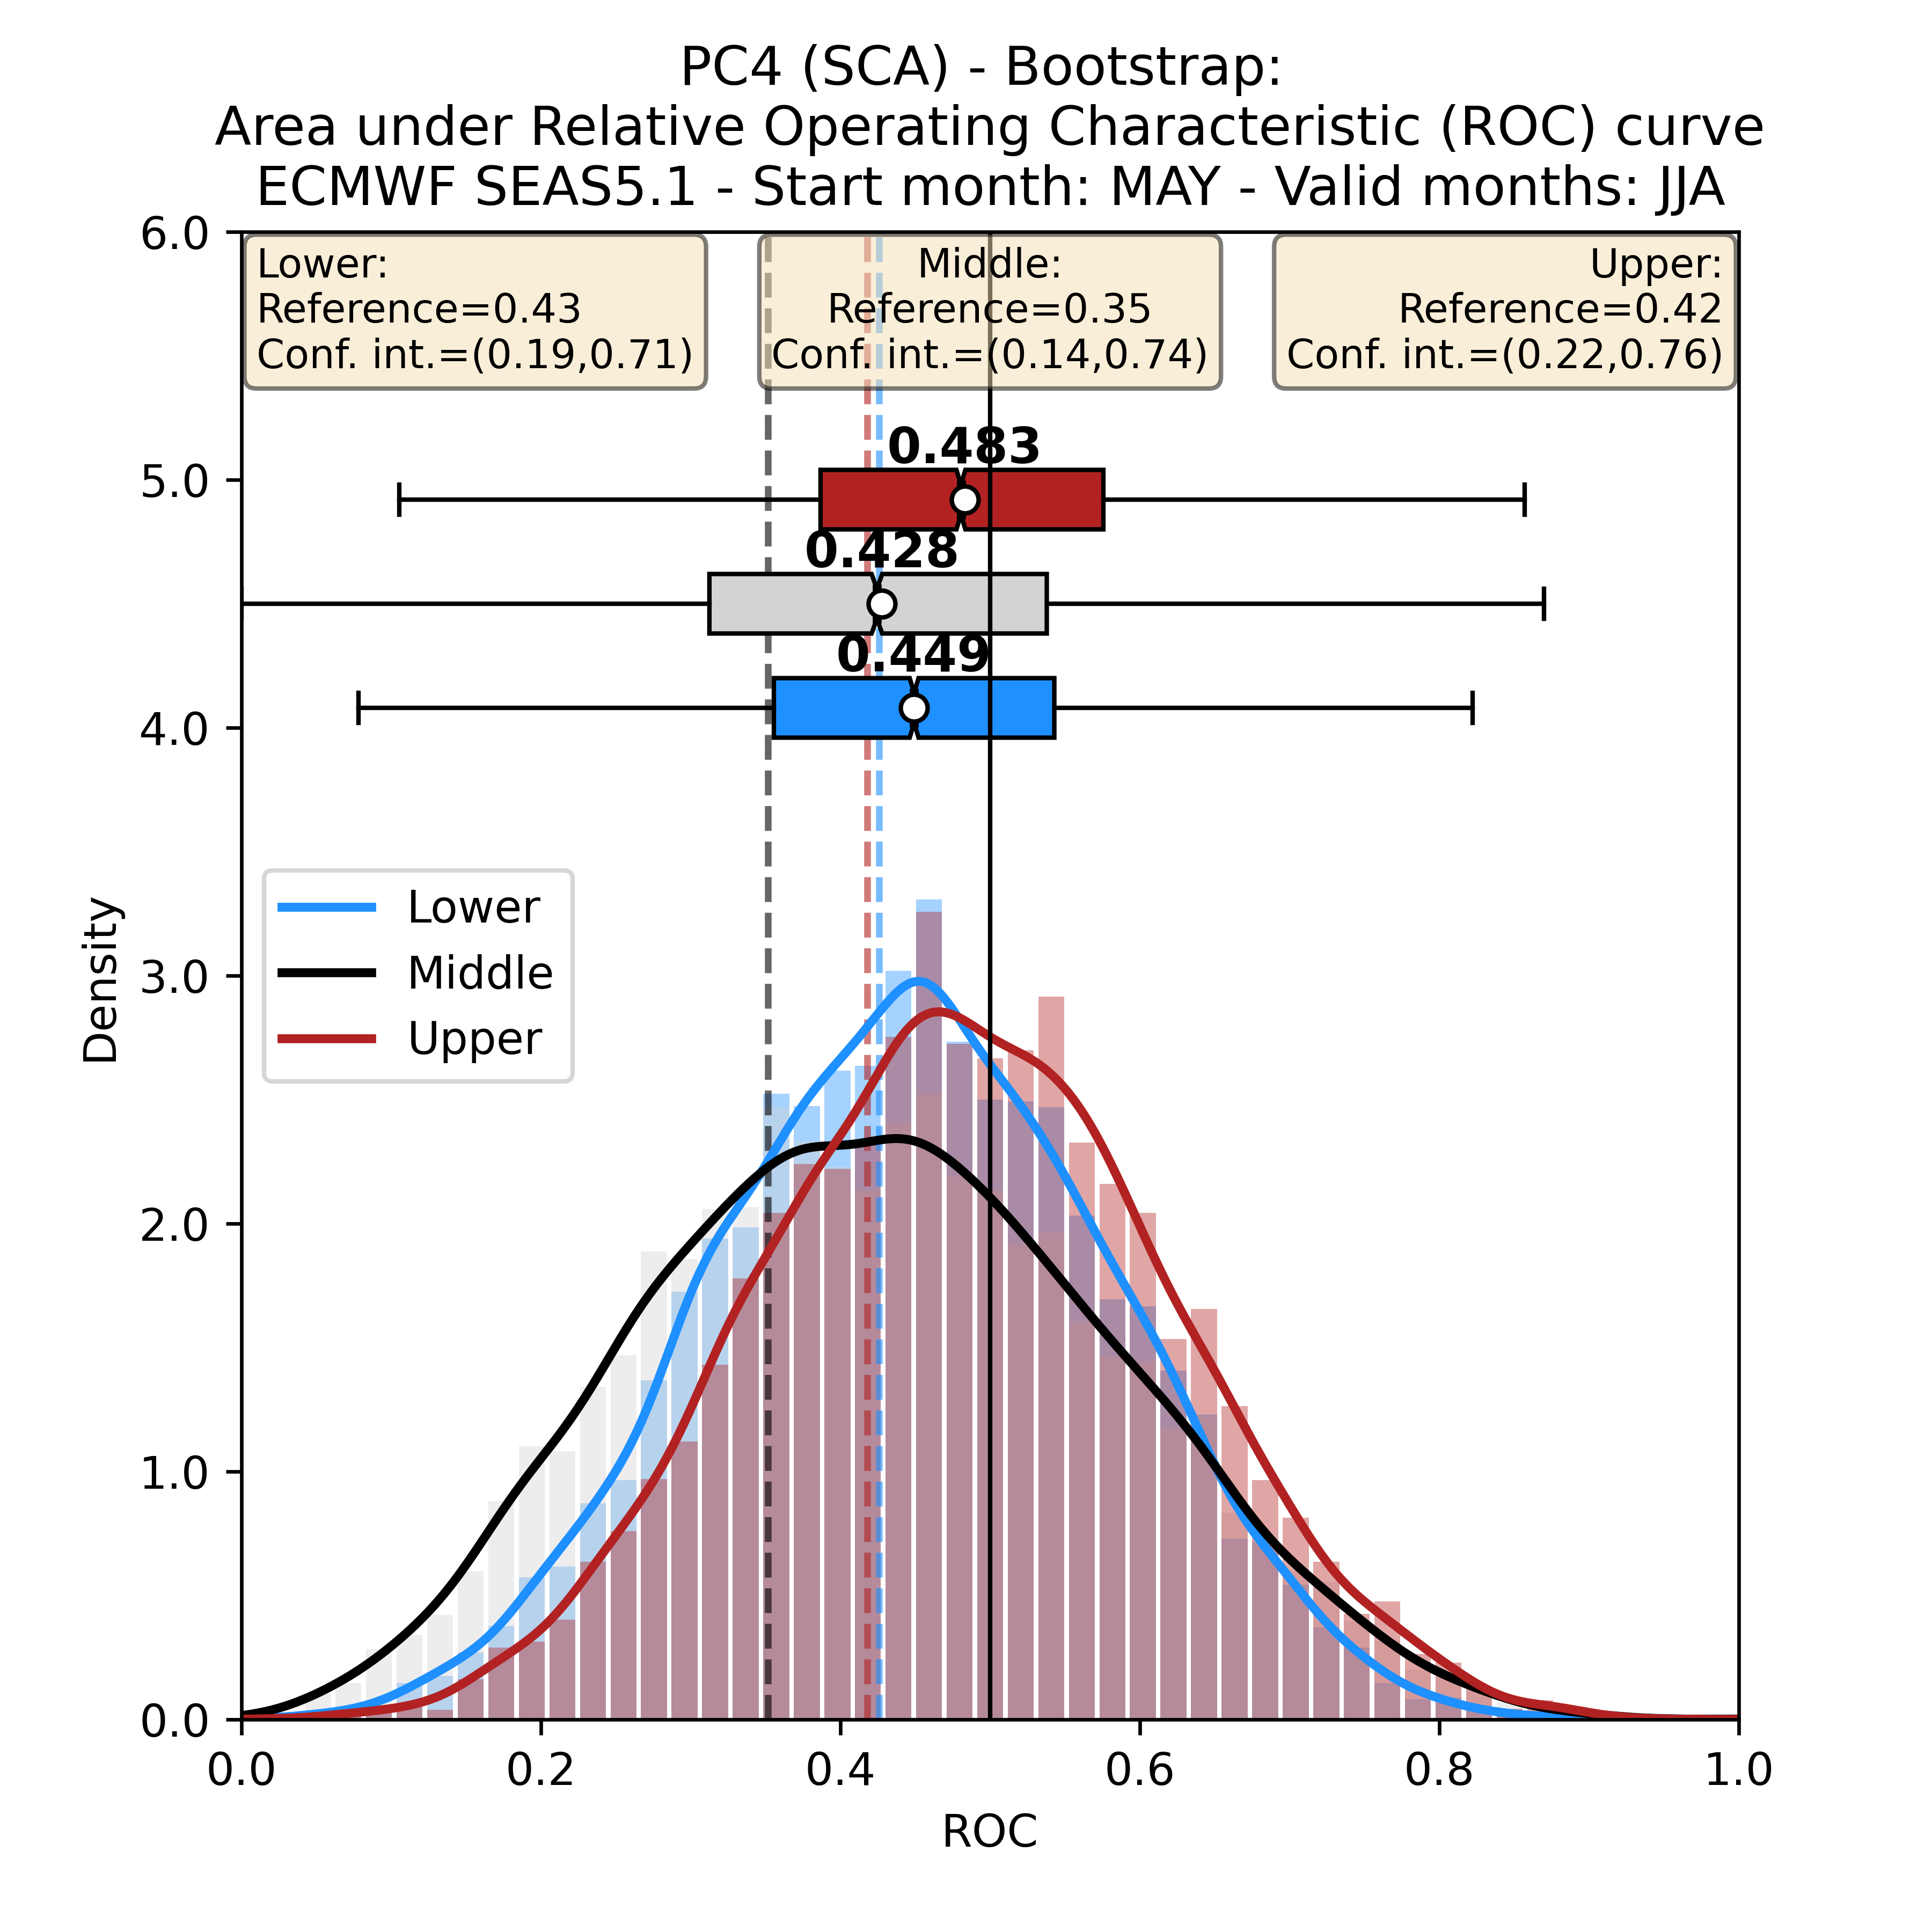 PC4 (SCA) - Bootstrap:
Area under Relative Operating Characteristic (ROC) curve
ECMWF SEAS5.1 - Start month: MAY - Valid months: JJA
Lower:
Reference=0.43
Conf. int.=(0.19,0.71)
Middle:
Reference=0.35
Conf. int.=(0.14,0.74)
Upper:
Reference=0.42
Conf. int.=(0.22,0.76)
0.483
0.428
0.449
Lower
Middle
Upper
Density
6.0
5.0
4.0
3.0
2.0
1.0
0.0
0.0 0.2 0.4 0.6 0.8 1.0
ROC